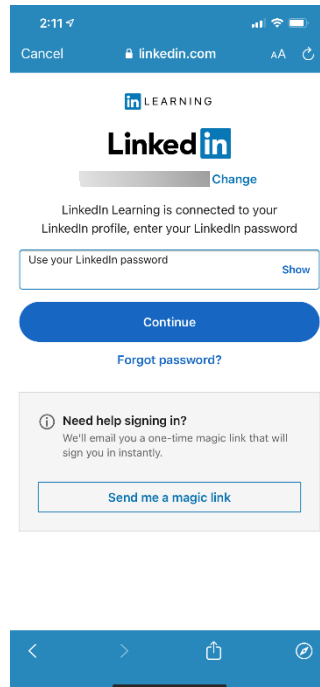 2:11
Cancel linkedin.com AA
in LEARNING
Linked in
Change
LinkedIn Learning is connected to your
LinkedIn profile, enter your LinkedIn password
Use your LinkedIn password
Show
Continue
Forgot password?
Need help signing in?
We'll email you a one-time magic link that will
sign you in instantly.
Send me a magic link